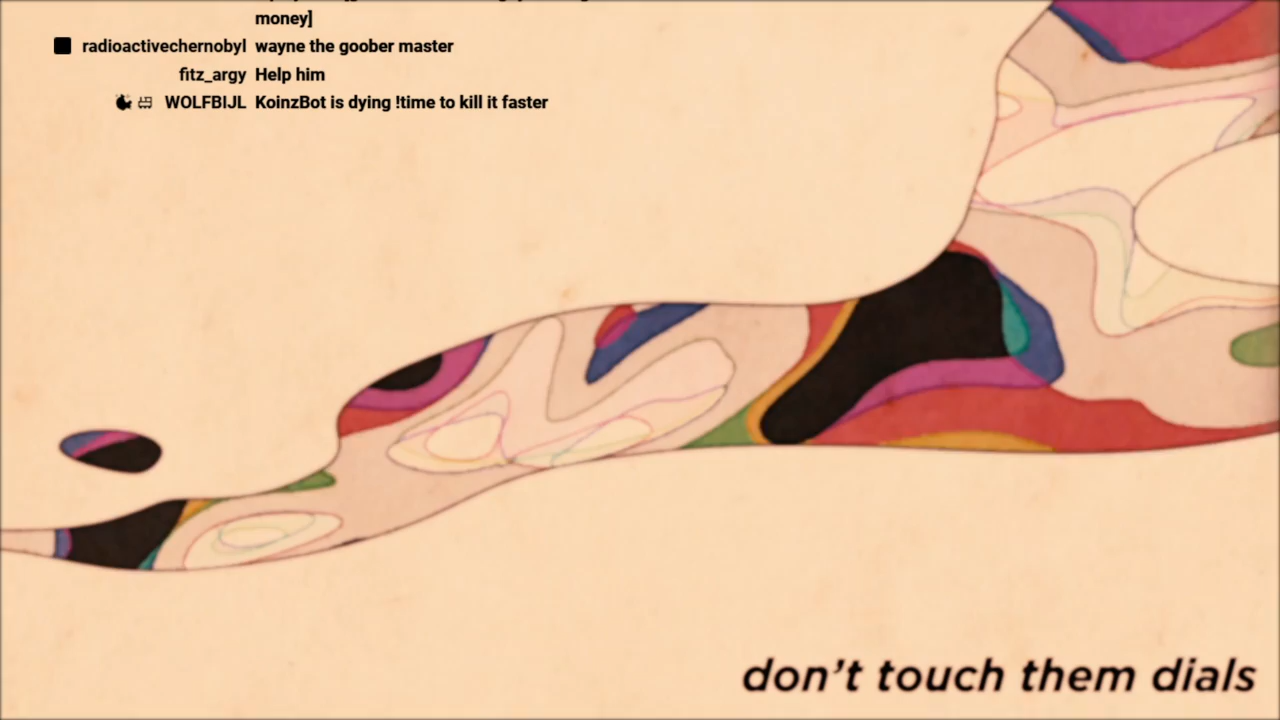 money]
radioactivechernobyl wayne the goober master
fitz_argy Help him
WOLFBIJL KoinzBot is dying !time to kill it faster
don't touch them dials